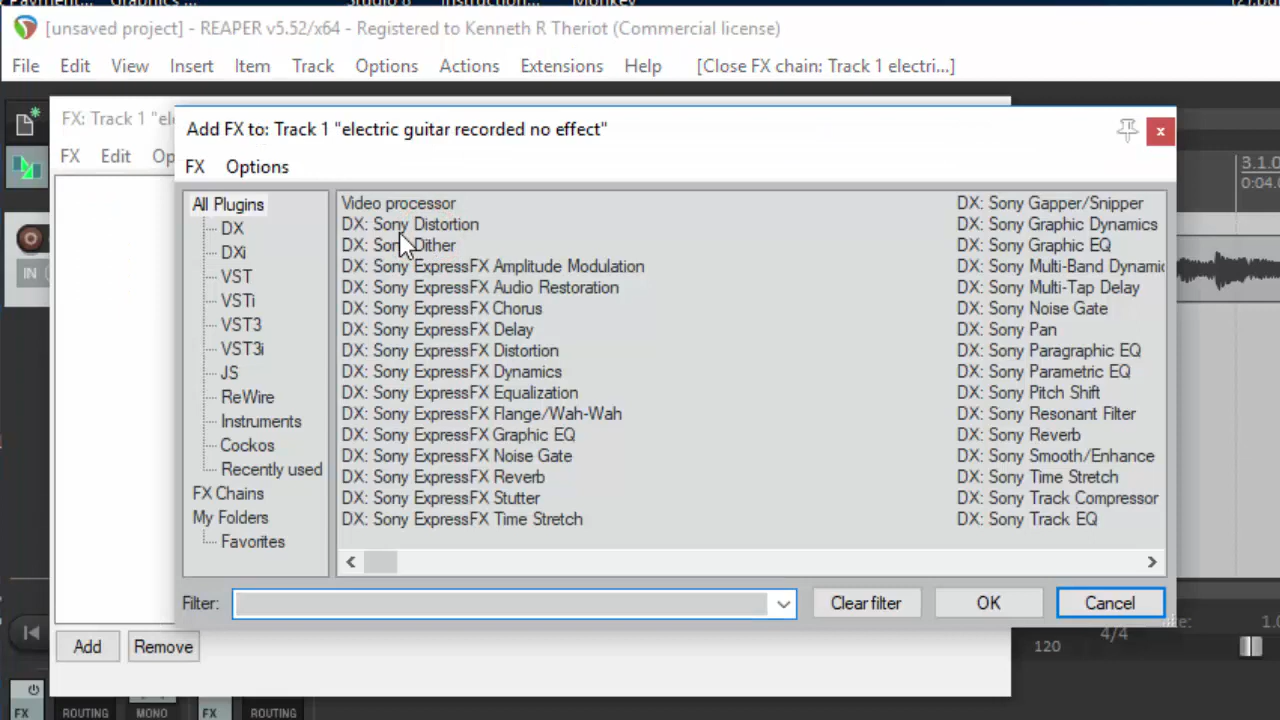 [unsaved project] - REAPER v5.52/x64 - Registered to Kenneth R Theriot (Commercial license)
File Edit View Insert Item Track Options Actions Extensions Help [Close FX chain: Track 1 electri...]
FX: Track 1 "ele
Add FX to: Track 1 "electric guitar recorded no effect"
FX Edit Op
FX Options
3.1.0
0:04.0
All Plugins
DX
DXi
VST
VSTi
VST3
VST3i
JS
ReWire
Instruments
Cockos
Recently used
FX Chains
My Folders
Favorites
Video processor
DX: Sony Distortion
DX: Sony Dither
DX: Sony ExpressFX Amplitude Modulation
DX: Sony ExpressFX Audio Restoration
DX: Sony ExpressFX Chorus
DX: Sony ExpressFX Delay
DX: Sony ExpressFX Distortion
DX: Sony ExpressFX Dynamics
DX: Sony ExpressFX Equalization
DX: Sony ExpressFX Flange/Wah-Wah
DX: Sony ExpressFX Graphic EQ
DX: Sony ExpressFX Noise Gate
DX: Sony ExpressFX Reverb
DX: Sony ExpressFX Stutter
DX: Sony ExpressFX Time Stretch
DX: Sony Gapper/Snipper
DX: Sony Graphic Dynamics
DX: Sony Graphic EQ
DX: Sony Multi-Band Dynamic
DX: Sony Multi-Tap Delay
DX: Sony Noise Gate
DX: Sony Pan
DX: Sony Paragraphic EQ
DX: Sony Parametric EQ
DX: Sony Pitch Shift
DX: Sony Resonant Filter
DX: Sony Reverb
DX: Sony Smooth/Enhance
DX: Sony Time Stretch
DX: Sony Track Compressor
DX: Sony Track EQ
IN
Filter: Clear filter OK Cancel
Add Remove
120 4/4 1.0
FX ROUTING MONO FX ROUTING